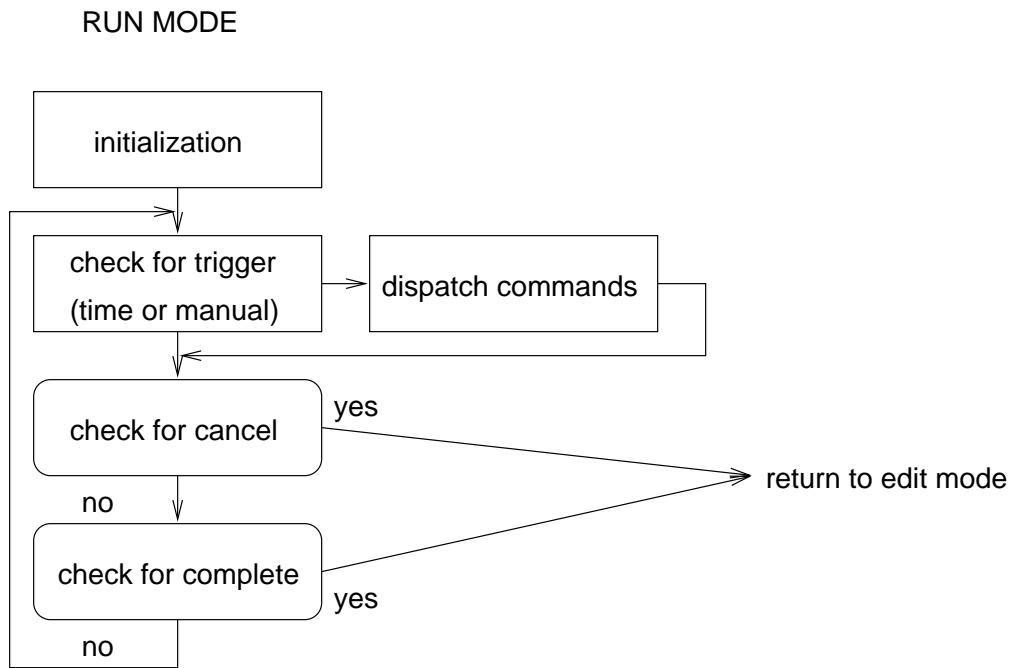 RUN MODE
initialization
check for trigger
(time or manual)
dispatch commands
check for cancel
yes
return to edit mode
no
check for complete
yes
no